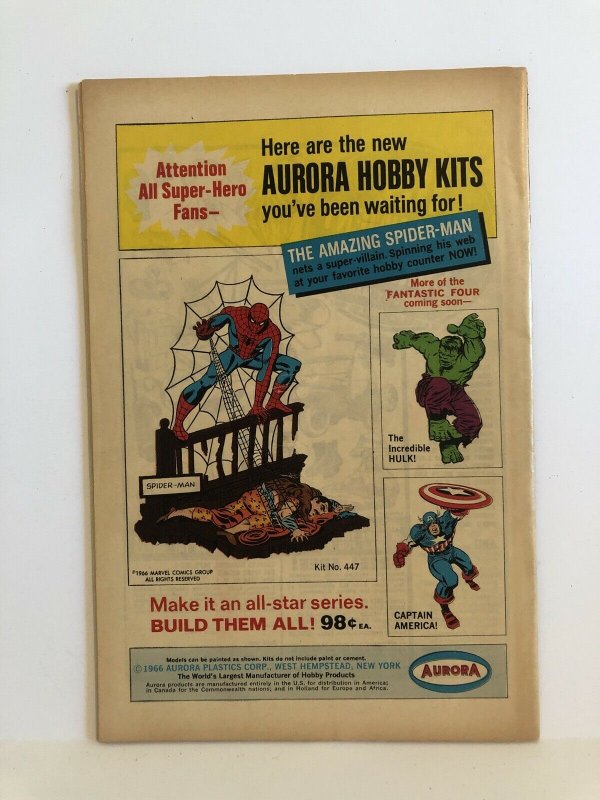 Attention
All Super-Hero
Fans—
Here are the new
AURORA HOBBY KITS
you've been waiting for!
THE AMAZING SPIDER-MAN
nets a super-villain. Spinning his web
at your favorite hobby counter NOW!
More of the
FANTASTIC FOUR
coming soon—
The
Incredible
HULK!
SPIDER-MAN
©1966 MARVEL COMICS GROUP
ALL RIGHTS RESERVED
Kit No. 447
CAPTAIN
AMERICA!
Make it an all-star series.
BUILD THEM ALL! 98¢ EA.
Models can be painted as shown. Kits do not include paint or cement.
©1966 AURORA PLASTICS CORP., WEST HEMPSTEAD, NEW YORK
The World's Largest Manufacturer of Hobby Products
Aurora products are manufactured entirely in the U.S. for distribution in America;
in Canada for the Commonwealth nations; and in Holland for Europe and Africa.
AURORA